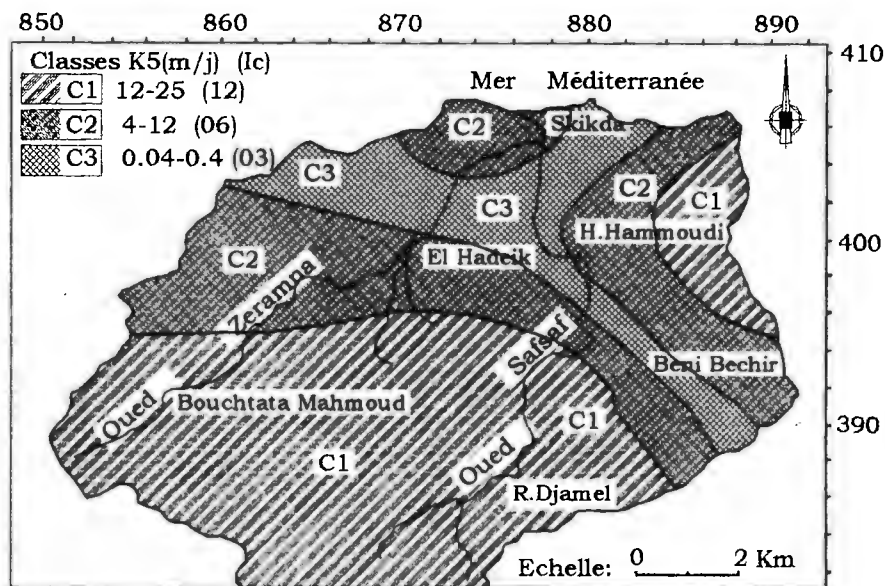 850 860 870 880 890
410
400
390
Classes K5(m/j) (Ic)
C1 12-25 (12)
C2 4-12 (06)
C3 0.04-0.4 (03)
Mer Méditerranée
C2
Skikda
C3
C2
C1
C3
H.Hammoudi
El Hadeik
C2
Zeramna
Safsaf
Beni Bechir
Oued
Bouchtata Mahmoud
C1
C1
Oued
R.Djamel
Echelle: 0 2 Km